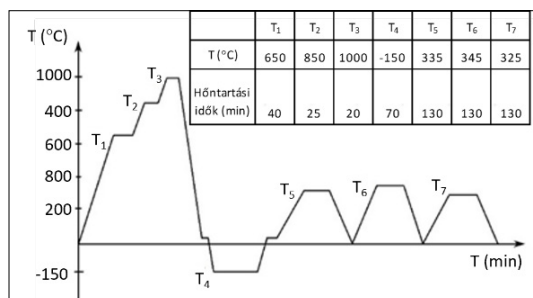 T (°C)
T₁ T₂ T₃ T₄ T₅ T₆ T₇
T (°C) 650 850 1000 -150 335 345 325
Hőntartási
idők (min) 40 25 20 70 130 130 130
1000
400
600
800
200
-150
T₁
T₂
T₃
T₄
T₅
T₆
T₇
T (min)